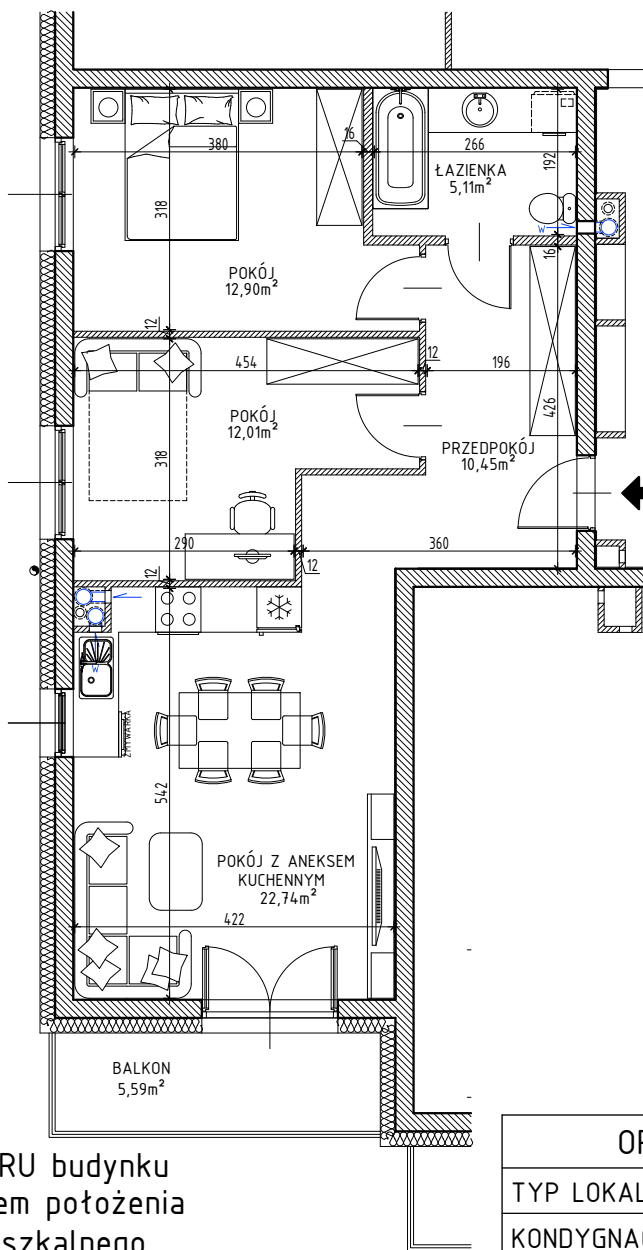 380
16
266
192
ŁAZIENKA
5,11m²
318
W
16
POKÓJ
12,90m²
12
454
12
196
426
POKÓJ
12,01m²
318
PRZEDPOKÓJ
10,45m²
290
360
12
12
W
ZMYWARKA
542
POKÓJ Z ANEKSEM
KUCHENNYM
22,74m²
422
BALKON
5,59m²
RU budynku
em położenia
szkalnego
TYP LOKAL